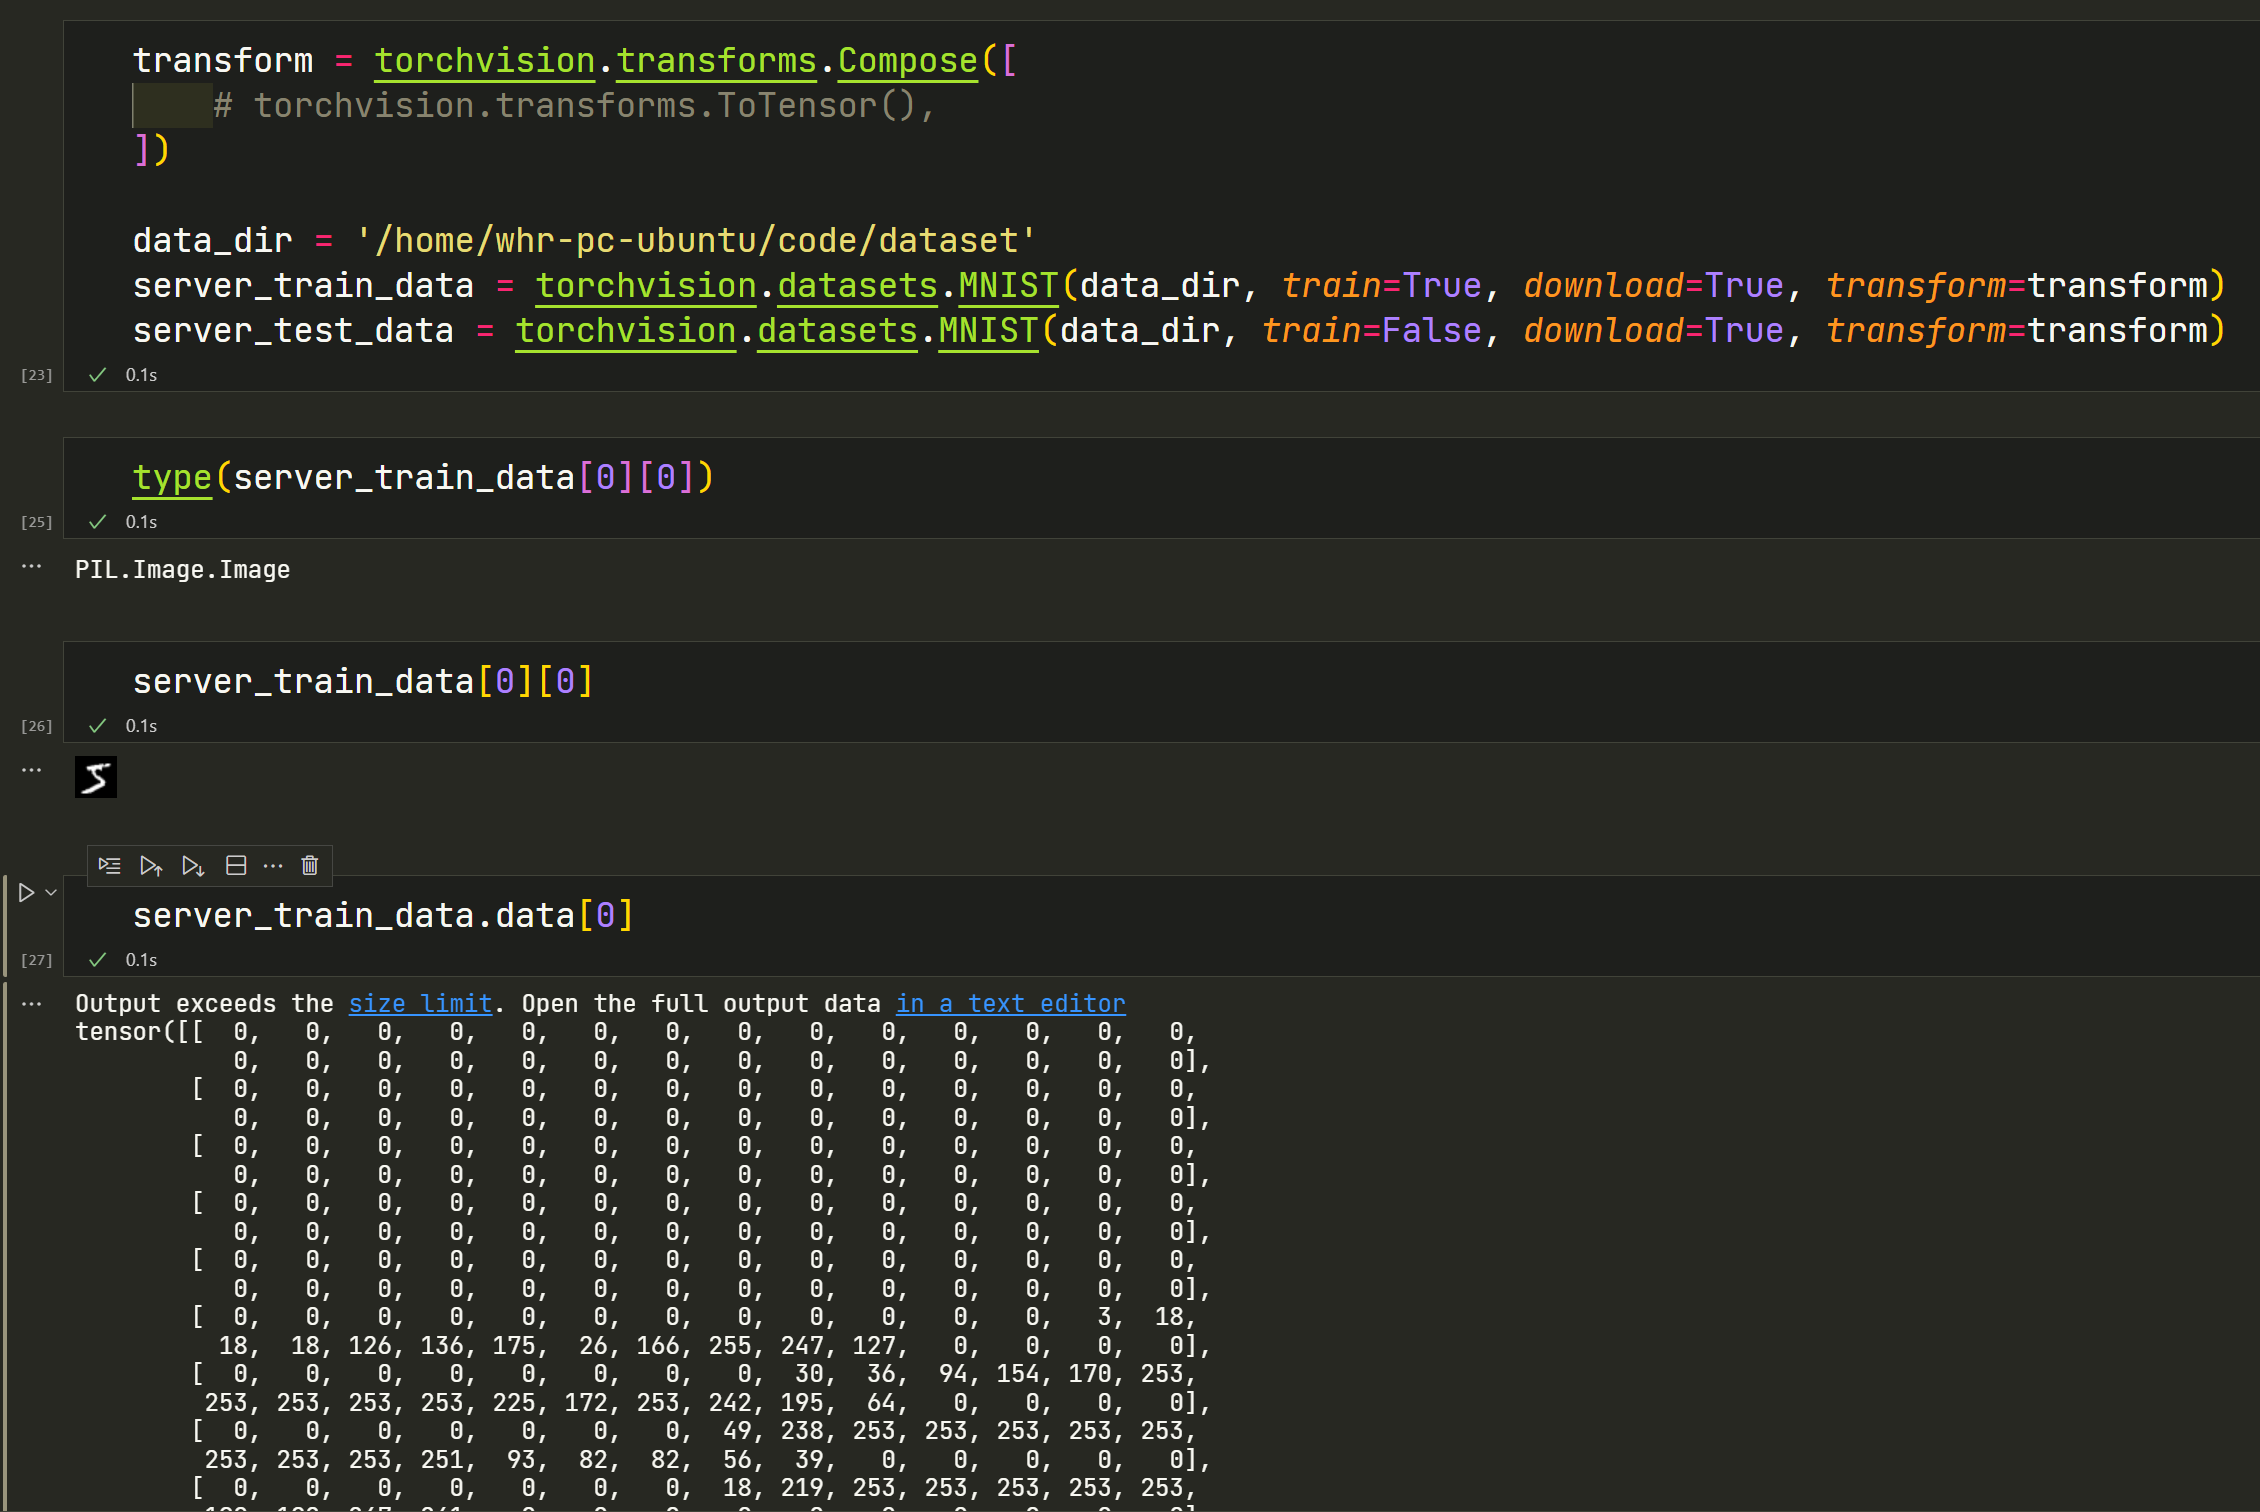 transform = torchvision.transforms.Compose([
    # torchvision.transforms.ToTensor(),
])
data_dir = '/home/whr-pc-ubuntu/code/dataset'
server_train_data = torchvision.datasets.MNIST(data_dir, train=True, download=True, transform=transform)
server_test_data = torchvision.datasets.MNIST(data_dir, train=False, download=True, transform=transform)
[23] 0.1s
type(server_train_data[0][0])
[25] 0.1s
PIL.Image.Image
server_train_data[0][0]
[26] 0.1s
5
server_train_data.data[0]
[27] 0.1s
Output exceeds the size limit. Open the full output data in a text editor
tensor([[  0,   0,   0,   0,   0,   0,   0,   0,   0,   0,   0,   0,   0,   0,
           0,   0,   0,   0,   0,   0,   0,   0,   0,   0,   0,   0,   0,   0],
        [  0,   0,   0,   0,   0,   0,   0,   0,   0,   0,   0,   0,   0,   0,
           0,   0,   0,   0,   0,   0,   0,   0,   0,   0,   0,   0,   0,   0],
        [  0,   0,   0,   0,   0,   0,   0,   0,   0,   0,   0,   0,   0,   0,
           0,   0,   0,   0,   0,   0,   0,   0,   0,   0,   0,   0,   0,   0],
        [  0,   0,   0,   0,   0,   0,   0,   0,   0,   0,   0,   0,   0,   0,
           0,   0,   0,   0,   0,   0,   0,   0,   0,   0,   0,   0,   0,   0],
        [  0,   0,   0,   0,   0,   0,   0,   0,   0,   0,   0,   0,   0,   0,
           0,   0,   0,   0,   0,   0,   0,   0,   0,   0,   0,   0,   0,   0],
        [  0,   0,   0,   0,   0,   0,   0,   0,   0,   0,   0,   0,   3,  18,
          18,  18, 126, 136, 175,  26, 166, 255, 247, 127,   0,   0,   0,   0],
        [  0,   0,   0,   0,   0,   0,   0,   0,  30,  36,  94, 154, 170, 253,
         253, 253, 253, 253, 225, 172, 253, 242, 195,  64,   0,   0,   0,   0],
        [  0,   0,   0,   0,   0,   0,   0,  49, 238, 253, 253, 253, 253, 253,
         253, 253, 253, 251,  93,  82,  82,  56,  39,   0,   0,   0,   0,   0],
        [  0,   0,   0,   0,   0,   0,   0,  18, 219, 253, 253, 253, 253, 253,